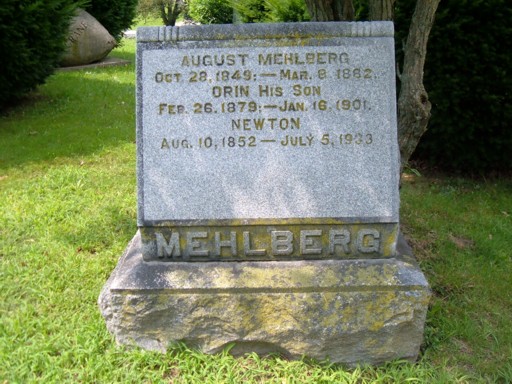 AUGUST MEHLBERG
OCT. 28, 1849; — MAR. 8, 1882.
ORIN HIS SON
FEB. 26, 1879; — JAN. 16, 1901.
NEWTON
AUG. 10, 1852 — JULY 5, 1933
MEHLBERG